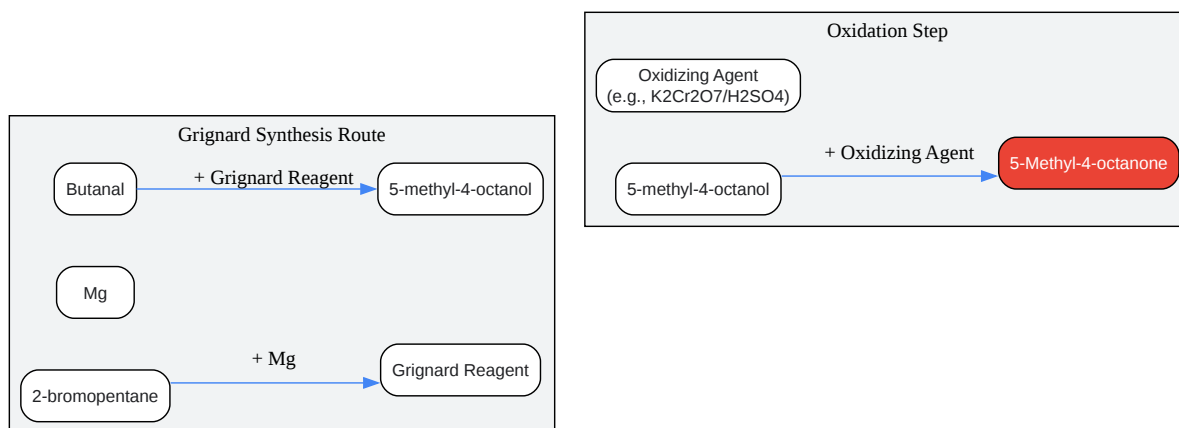 Grignard Synthesis Route
Butanal
+ Grignard Reagent
5-methyl-4-octanol
Mg
2-bromopentane
+ Mg
Grignard Reagent
Oxidation Step
Oxidizing Agent
(e.g., K2Cr2O7/H2SO4)
5-methyl-4-octanol
+ Oxidizing Agent
5-Methyl-4-octanone